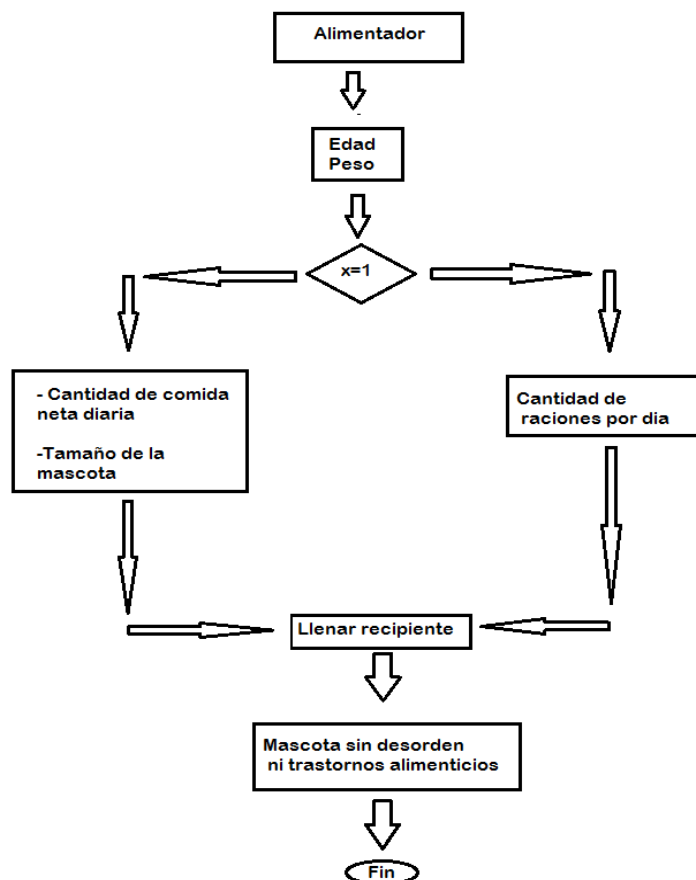 Alimentador
Edad
Peso
x=1
- Cantidad de comida
neta diaria
-Tamaño de la
mascota
Cantidad de
raciones por dia
Llenar recipiente
Mascota sin desorden
ni trastornos alimenticios
Fin